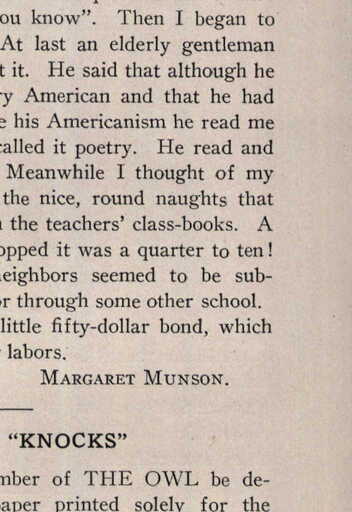 ou know”. Then I began to
At last an elderly gentleman
t it. He said that although he
ry American and that he had
e his Americanism he read me
called it poetry. He read and
Meanwhile I thought of my
the nice, round naughts that
the teachers’ class-books. A
opped it was a quarter to ten!
neighbors seemed to be sub-
or through some other school.
little fifty-dollar bond, which
labors.
MARGARET MUNSON.
“KNOCKS”
mber of THE OWL be de-
paper printed solely for the